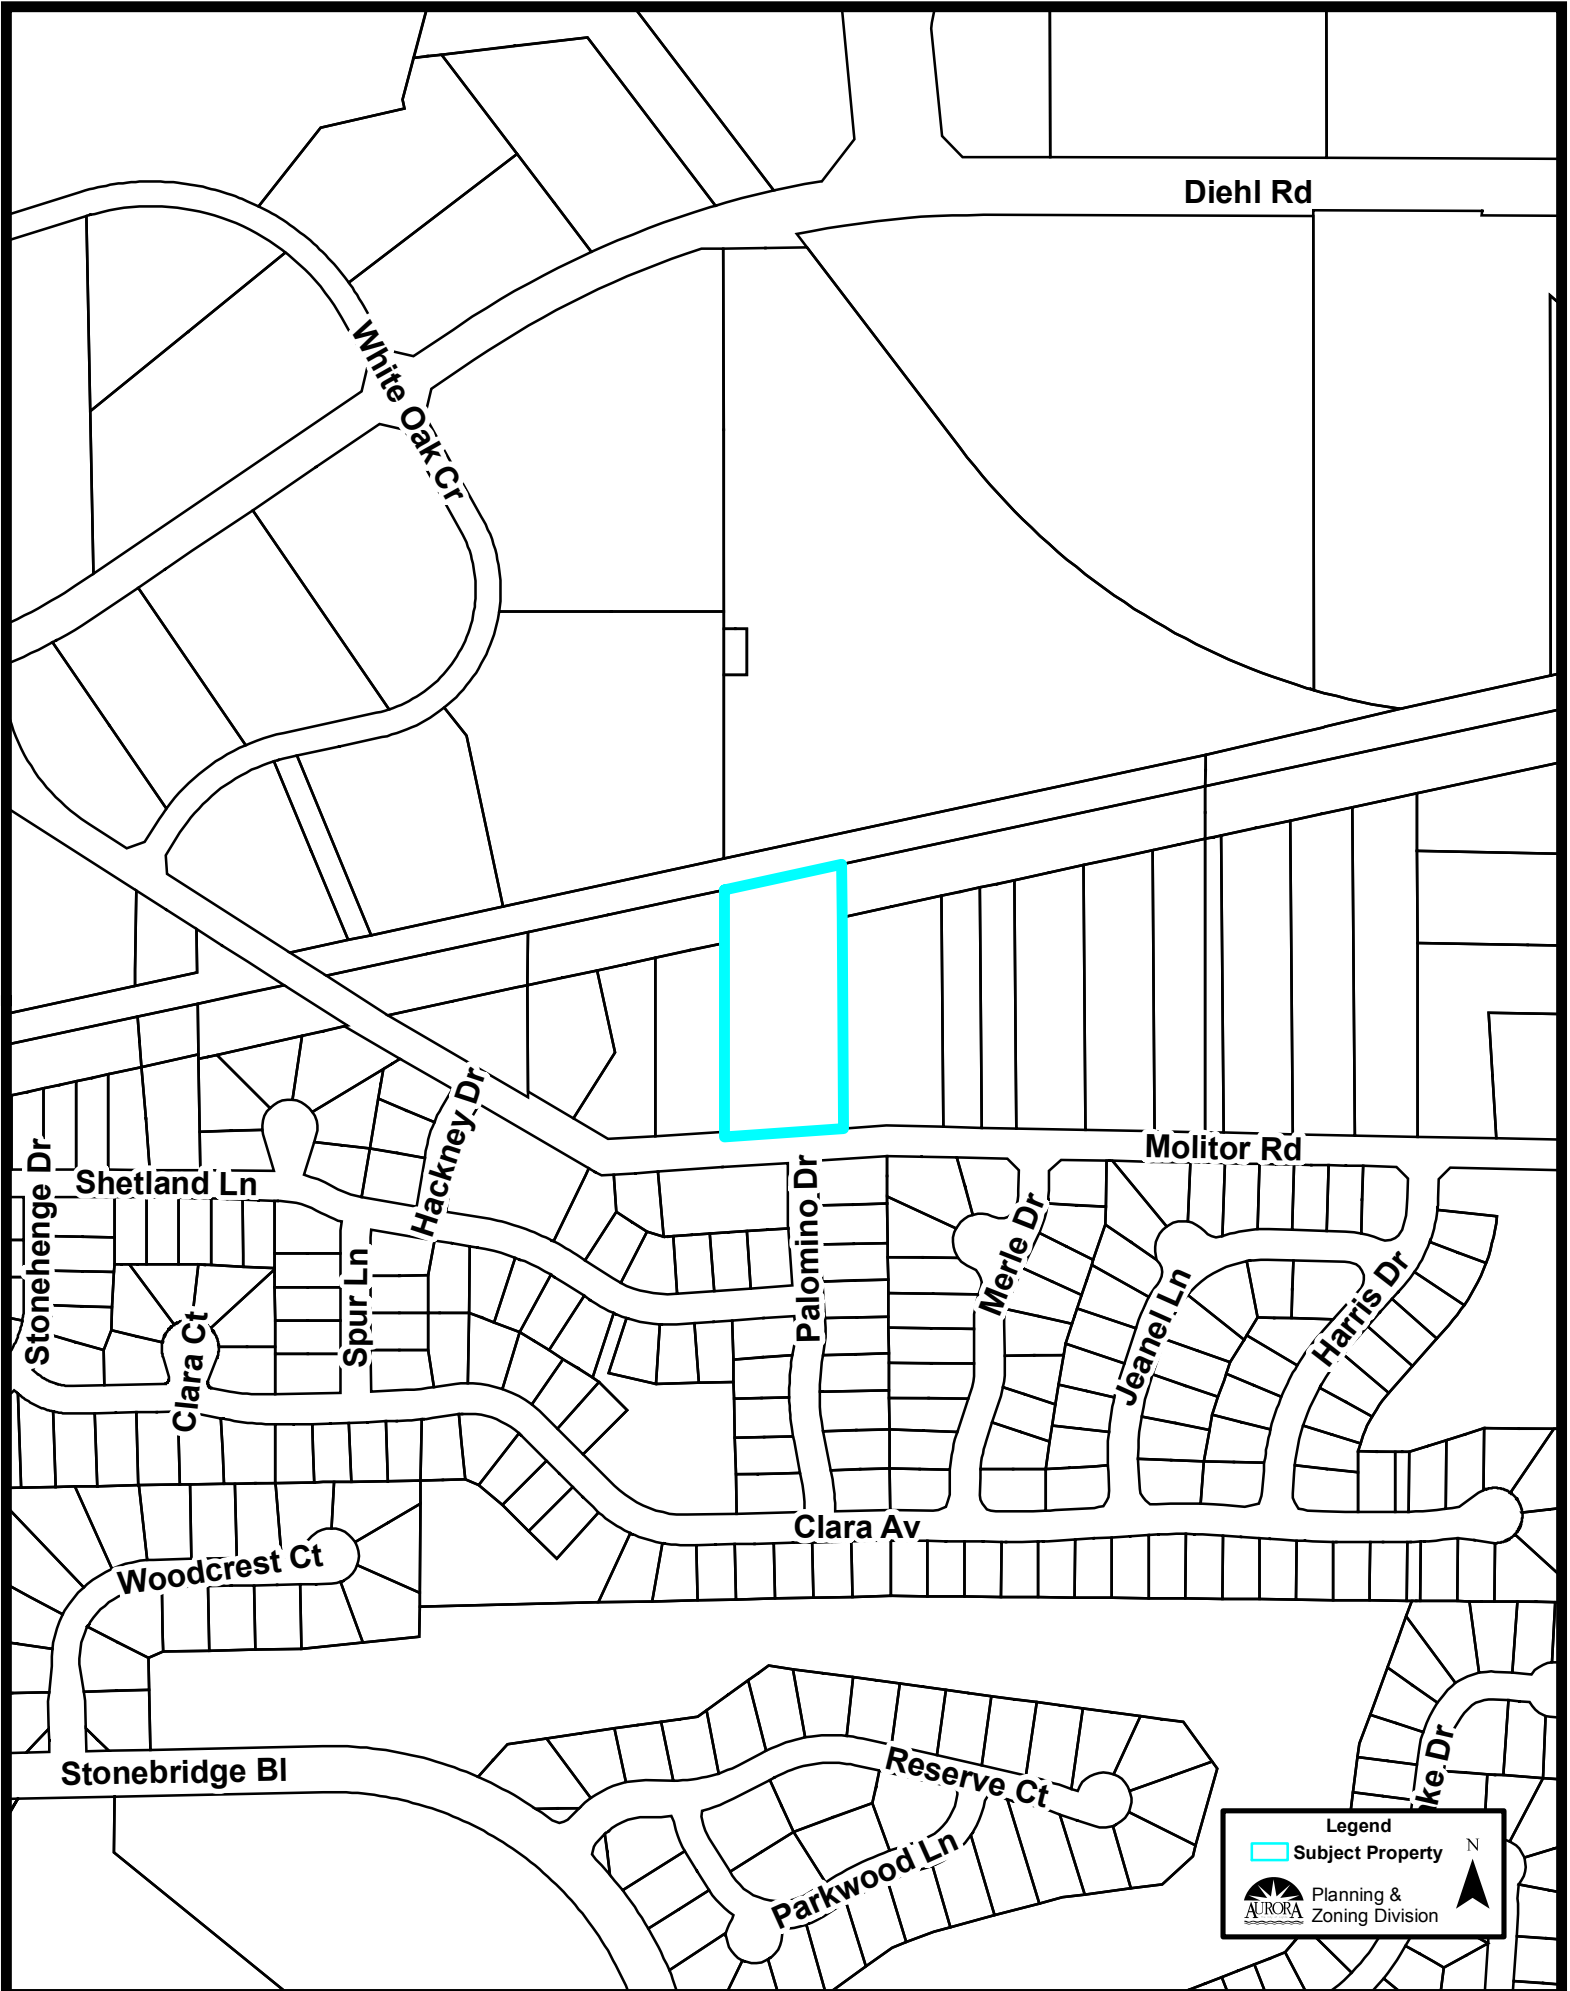 Diehl Rd
White Oak Cr
Molitor Rd
Hackney Dr
Shetland Ln
Stonehenge Dr
Palomino Dr
Merle Dr
Spur Ln
Jeanel Ln
Harris Dr
Clara Ct
Clara Av
Woodcrest Ct
Stonebridge Bl
Reserve Ct
Parkwood Ln
Dr
Legend
Subject Property
N
AURORA
Planning &
Zoning Division